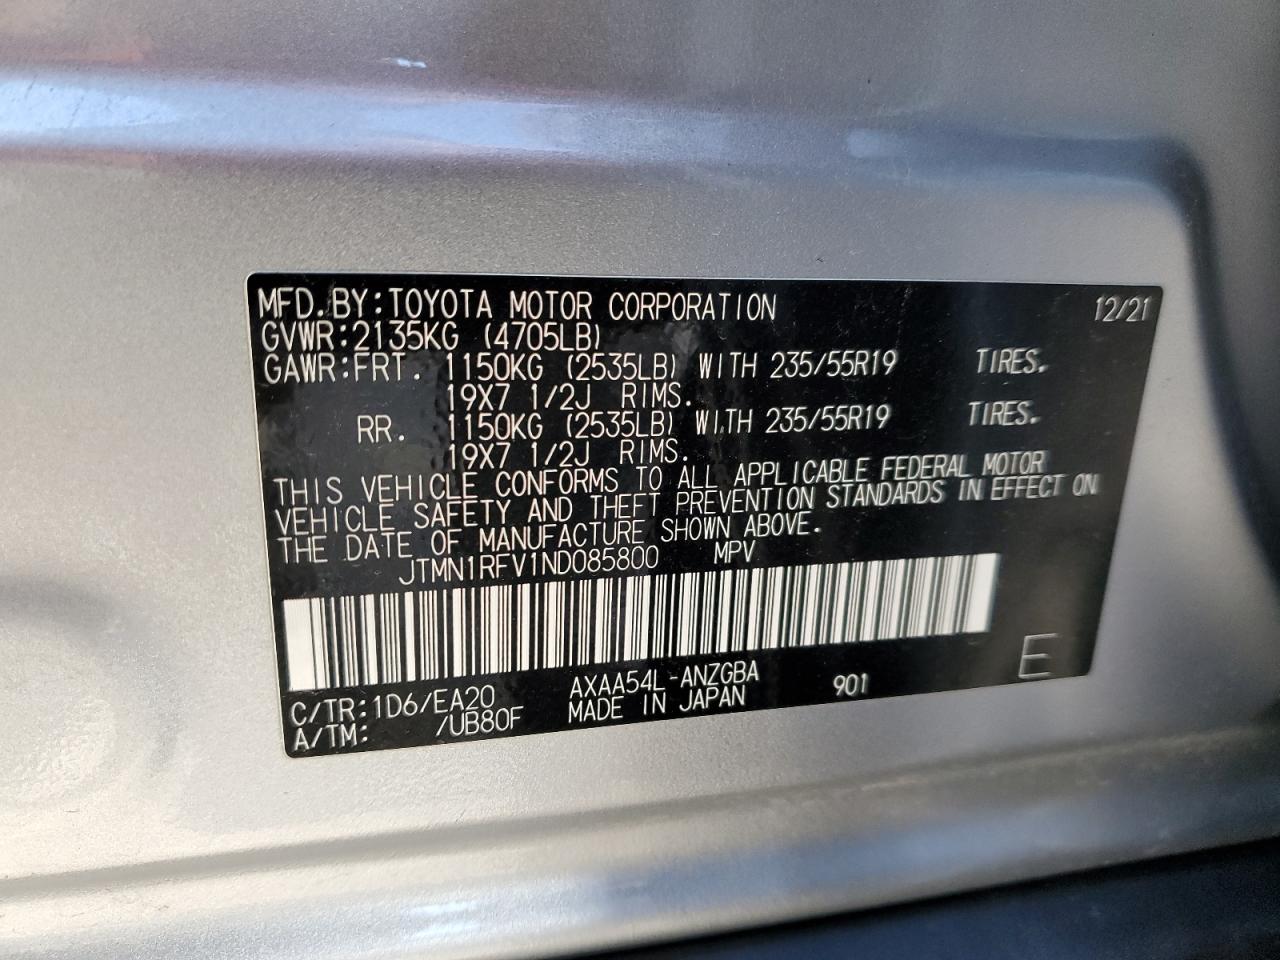 MFD.BY:TOYOTA MOTOR CORPORATION 12/21
GVWR:2135KG (4705LB)
GAWR:FRT. 1150KG (2535LB) WITH 235/55R19 TIRES.
19X7 1/2J RIMS.
RR. 1150KG (2535LB) WITH 235/55R19 TIRES.
19X7 1/2J RIMS.
THIS VEHICLE CONFORMS TO ALL APPLICABLE FEDERAL MOTOR
VEHICLE SAFETY AND THEFT PREVENTION STANDARDS IN EFFECT ON
THE DATE OF MANUFACTURE SHOWN ABOVE.
JTMN1RFV1ND085800 MPV
E
C/TR:1D6/EA20 AXAA54L-ANZGBA 901
A/TM: /UB80F MADE IN JAPAN